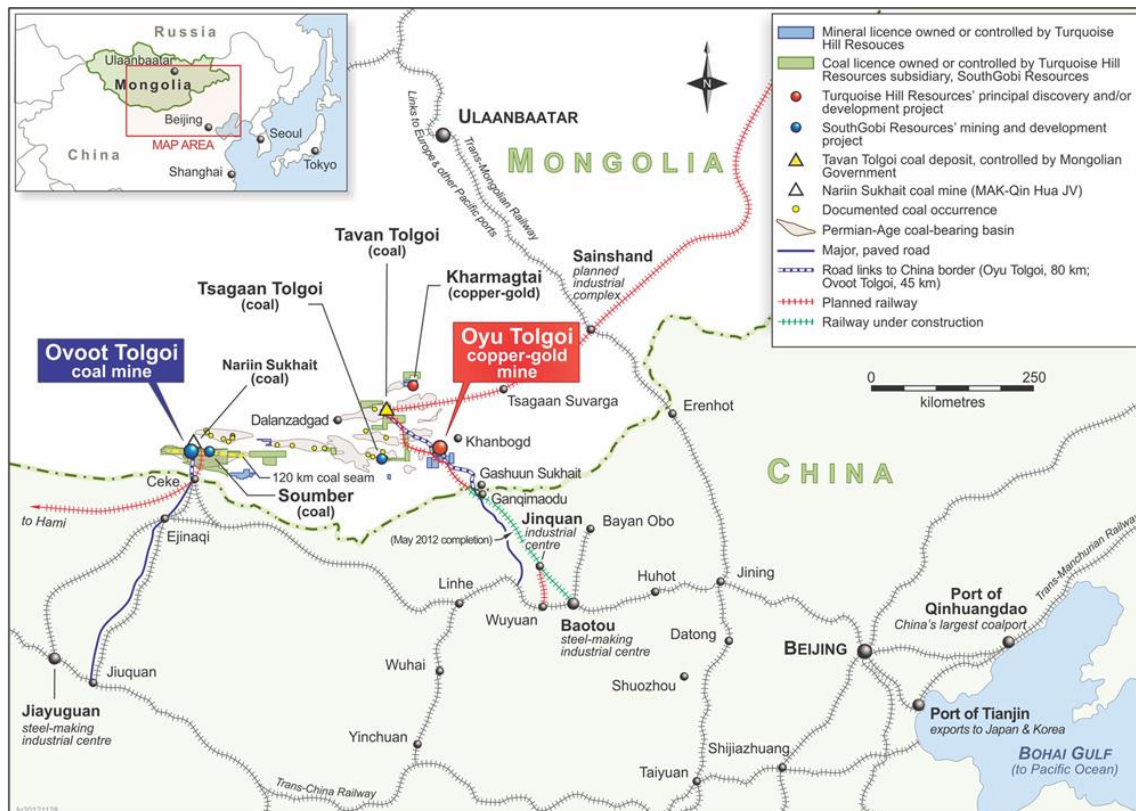 Russia
Ulaanbaatar
Mongolia
Beijing
MAP AREA
Seoul
China
Shanghai
Tokyo
N
ULAANBAATAR
MONGOLIA
Links to Europe & other Pacific ports
Trans-Mongolian Railway
Mineral licence owned or controlled by Turquoise
Hill Resouces
Coal licence owned or controlled by Turquoise Hill
Resources subsidiary, SouthGobi Resources
Turquoise Hill Resources' principal discovery and/or
development project
SouthGobi Resources' mining and development
project
Tavan Tolgoi coal deposit, controlled by Mongolian
Government
Nariin Sukhait coal mine (MAK-Qin Hua JV)
Documented coal occurrence
Permian-Age coal-bearing basin
Major, paved road
Road links to China border (Oyu Tolgoi, 80 km;
Ovoot Tolgoi, 45 km)
Planned railway
Railway under construction
0 250
kilometres
Tavan Tolgoi
(coal)
Sainshand
planned
industrial
complex
Kharmagtai
(copper-gold)
Tsagaan Tolgoi
(coal)
Ovoot Tolgoi
coal mine
Nariin Sukhait
(coal)
Oyu Tolgoi
copper-gold
mine
Dalanzadgad
Tsagaan Suvarga
Erenhot
Khanbogd
CHINA
120 km coal seam
Gashuun Sukhait
Ceke
Soumber
(coal)
Ganqimaodu
to Hami
Ejinaqi
(May 2012 completion)
Jinquan
industrial
centre
Bayan Obo
Linhe
Huhot
Jining
Wuyuan
Baotou
steel-making
industrial centre
Datong
BEIJING
Port of
Qinhuangdao
China's largest coalport
Trans-Manchurian Railway
Wuhai
Shuozhou
Jiuquan
Jiayuguan
steel-making
industrial centre
Port of Tianjin
exports to Japan & Korea
Yinchuan
Shijiazhuang
BOHAI GULF
(to Pacific Ocean)
Taiyuan
Trans-China Railway